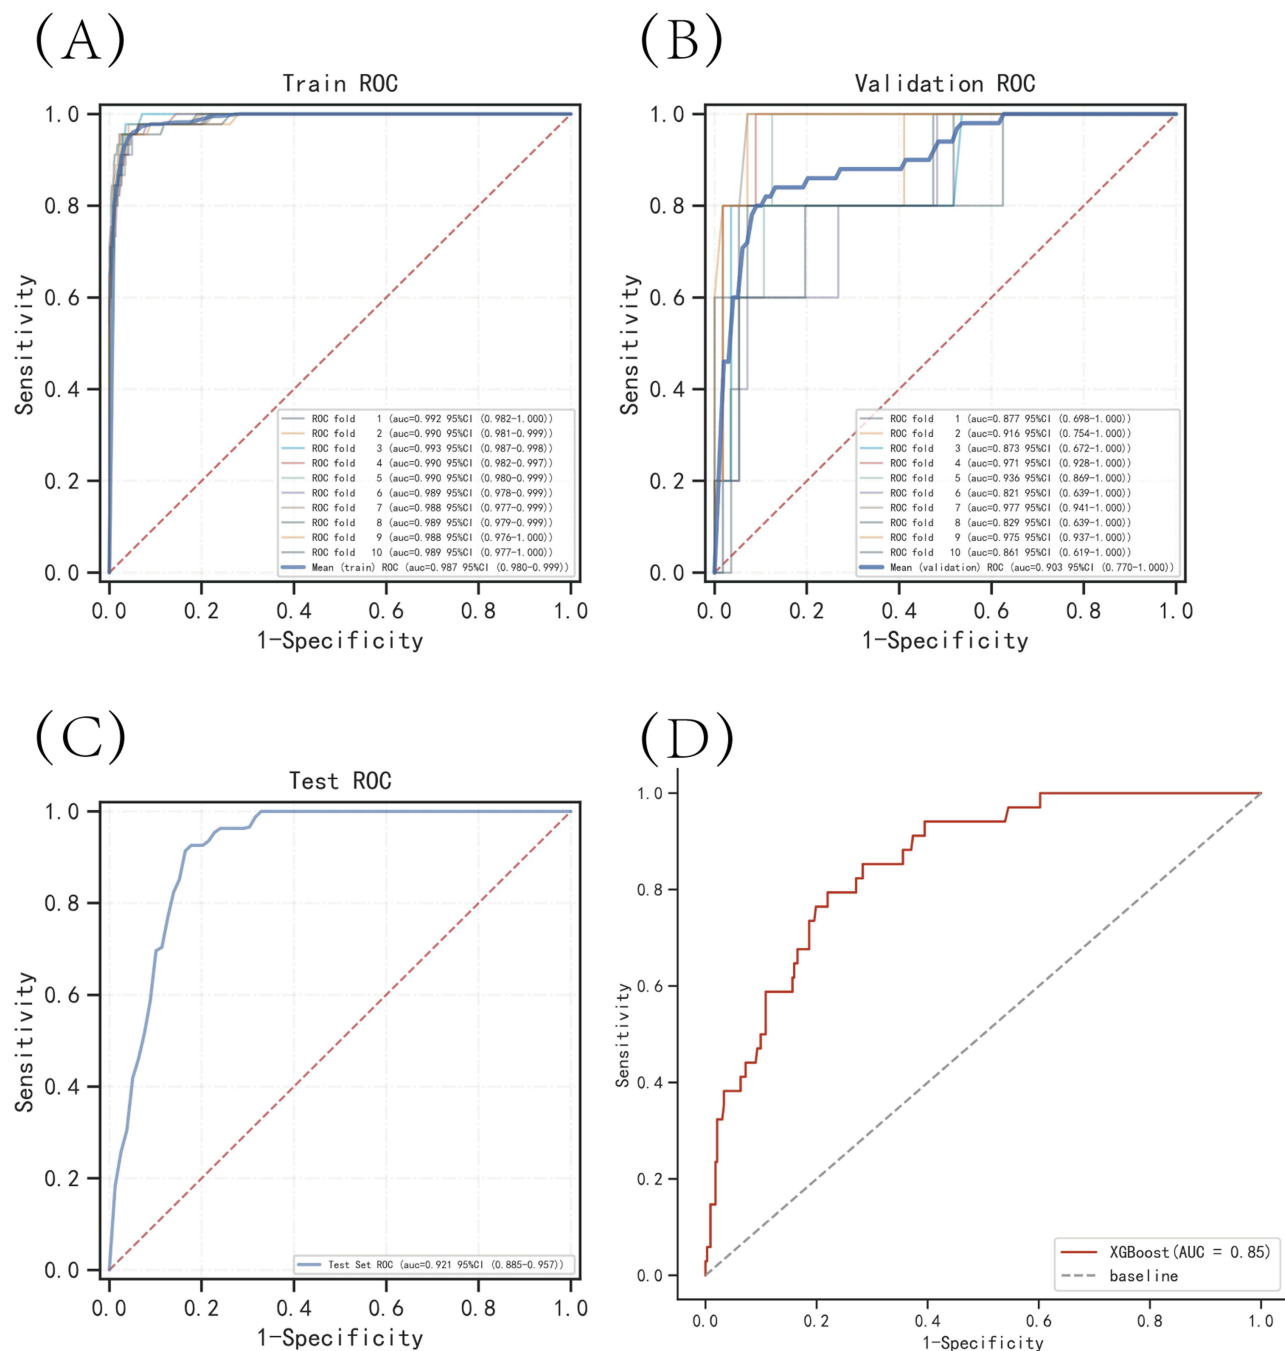 (A)
Train ROC
1.0
0.8
0.6
0.4
0.2
0.0
Sensitivity
ROC fold 1 (auc=0.992 95%CI (0.982-1.000))
ROC fold 2 (auc=0.990 95%CI (0.981-0.999))
ROC fold 3 (auc=0.993 95%CI (0.987-0.998))
ROC fold 4 (auc=0.990 95%CI (0.982-0.997))
ROC fold 5 (auc=0.990 95%CI (0.980-0.999))
ROC fold 6 (auc=0.989 95%CI (0.978-0.999))
ROC fold 7 (auc=0.988 95%CI (0.977-0.999))
ROC fold 8 (auc=0.989 95%CI (0.979-0.999))
ROC fold 9 (auc=0.988 95%CI (0.976-1.000))
ROC fold 10 (auc=0.989 95%CI (0.977-1.000))
Mean (train) ROC (auc=0.987 95%CI (0.980-0.999))
0.0 0.2 0.4 0.6 0.8 1.0
1-Specificity
(B)
Validation ROC
1.0
0.8
0.6
0.4
0.2
0.0
Sensitivity
ROC fold 1 (auc=0.877 95%CI (0.698-1.000))
ROC fold 2 (auc=0.916 95%CI (0.754-1.000))
ROC fold 3 (auc=0.873 95%CI (0.672-1.000))
ROC fold 4 (auc=0.971 95%CI (0.928-1.000))
ROC fold 5 (auc=0.936 95%CI (0.869-1.000))
ROC fold 6 (auc=0.821 95%CI (0.639-1.000))
ROC fold 7 (auc=0.977 95%CI (0.941-1.000))
ROC fold 8 (auc=0.829 95%CI (0.639-1.000))
ROC fold 9 (auc=0.975 95%CI (0.937-1.000))
ROC fold 10 (auc=0.861 95%CI (0.619-1.000))
Mean (validation) ROC (auc=0.903 95%CI (0.770-1.000))
0.0 0.2 0.4 0.6 0.8 1.0
1-Specificity
(C)
Test ROC
1.0
0.8
0.6
0.4
0.2
0.0
Sensitivity
Test Set ROC (auc=0.921 95%CI (0.885-0.957))
0.0 0.2 0.4 0.6 0.8 1.0
1-Specificity
(D)
1.0
0.8
0.6
0.4
0.2
0.0
Sensitivity
XGBoost(AUC = 0.85)
baseline
0.0 0.2 0.4 0.6 0.8 1.0
1-Specificity